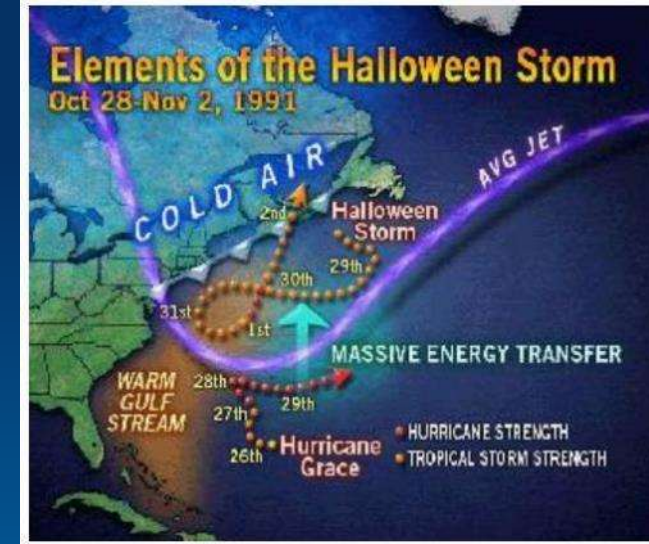 Elements of the Halloween Storm
Oct 28-Nov 2, 1991
COLD AIR
AVG JET
2nd
Halloween
Storm
29th
30th
31st
1st
MASSIVE ENERGY TRANSFER
WARM
GULF
STREAM
28th
29th
27th
26th
Hurricane
Grace
HURRICANE STRENGTH
TROPICAL STORM STRENGTH